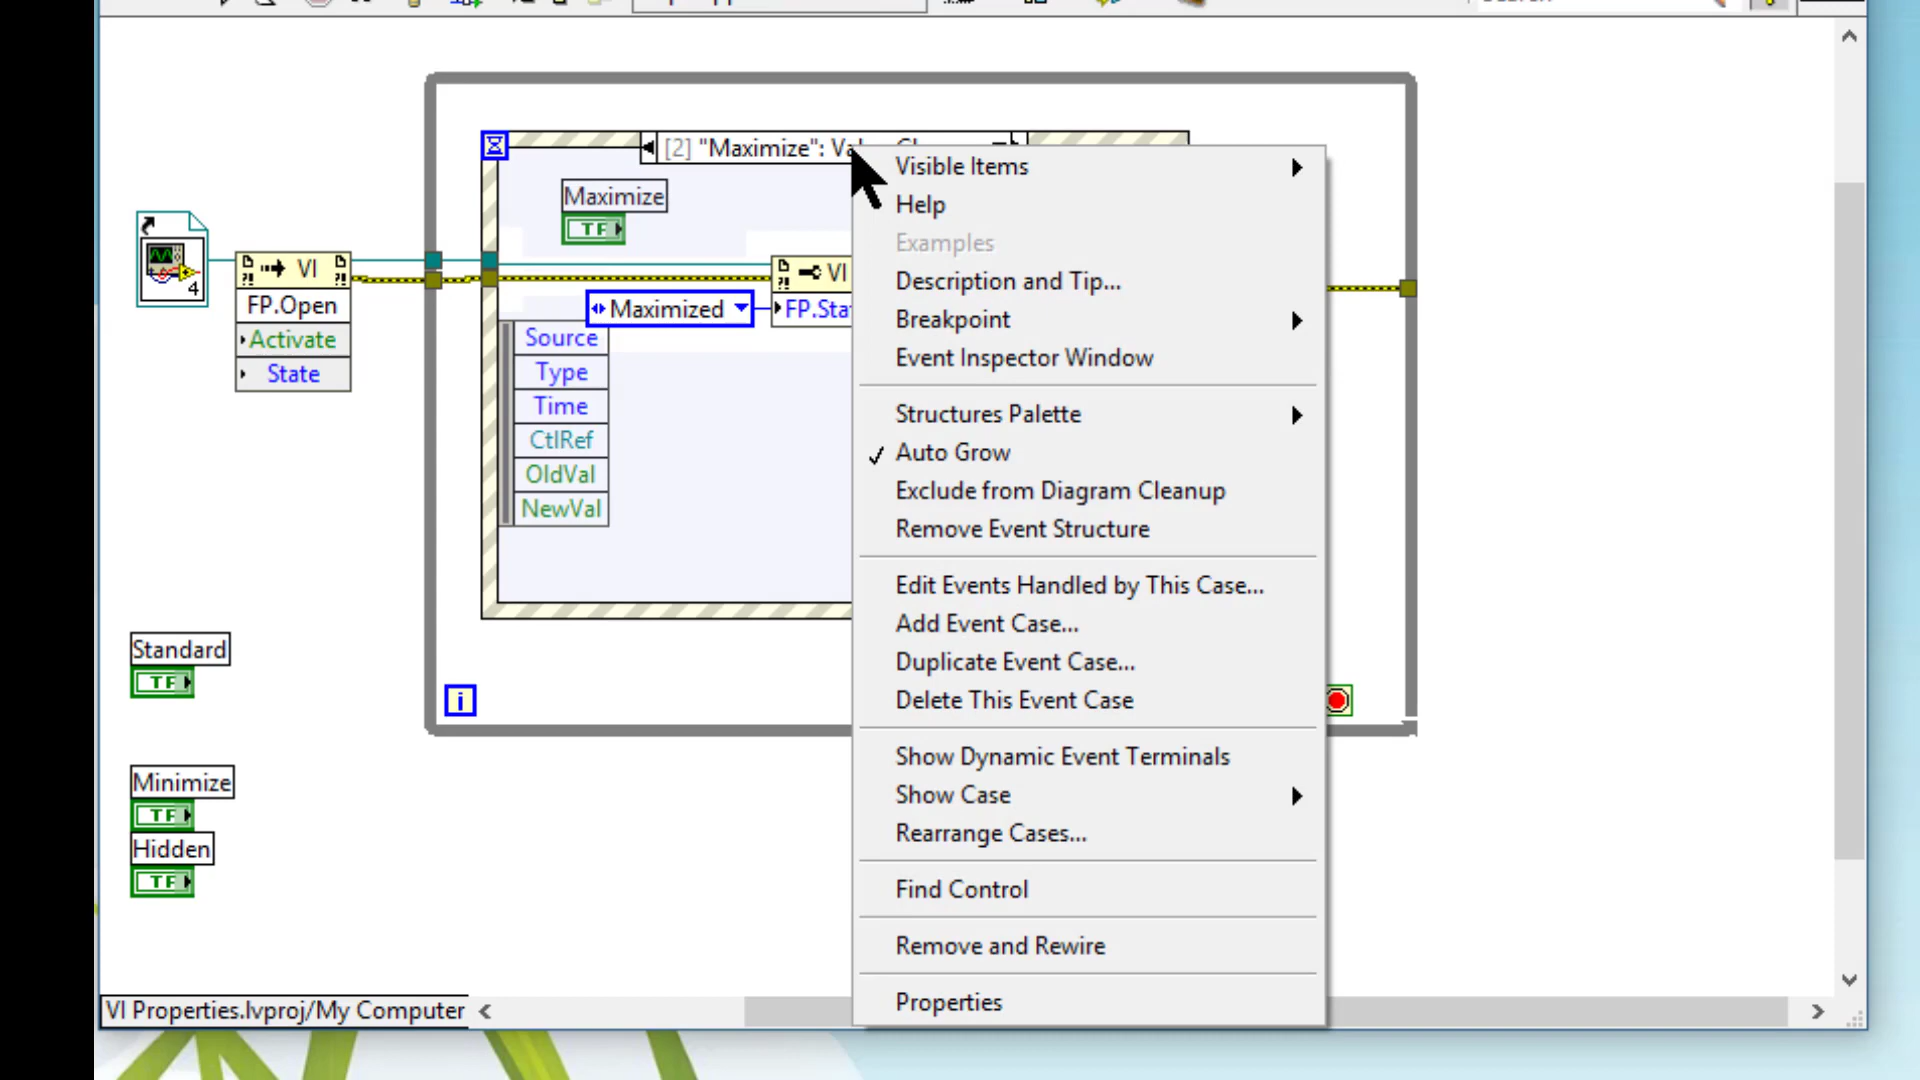 [2] "Maximize": Va
Maximize
TF
4
VI
FP.Open
Activate
State
VI
Maximized
FP.Sta
Source
Type
Time
CtlRef
OldVal
NewVal
i
Standard
TF
Minimize
TF
Hidden
TF
Visible Items
Help
Examples
Description and Tip...
Breakpoint
Event Inspector Window
Structures Palette
Auto Grow
Exclude from Diagram Cleanup
Remove Event Structure
Edit Events Handled by This Case...
Add Event Case...
Duplicate Event Case...
Delete This Event Case
Show Dynamic Event Terminals
Show Case
Rearrange Cases...
Find Control
Remove and Rewire
Properties
VI Properties.lvproj/My Computer